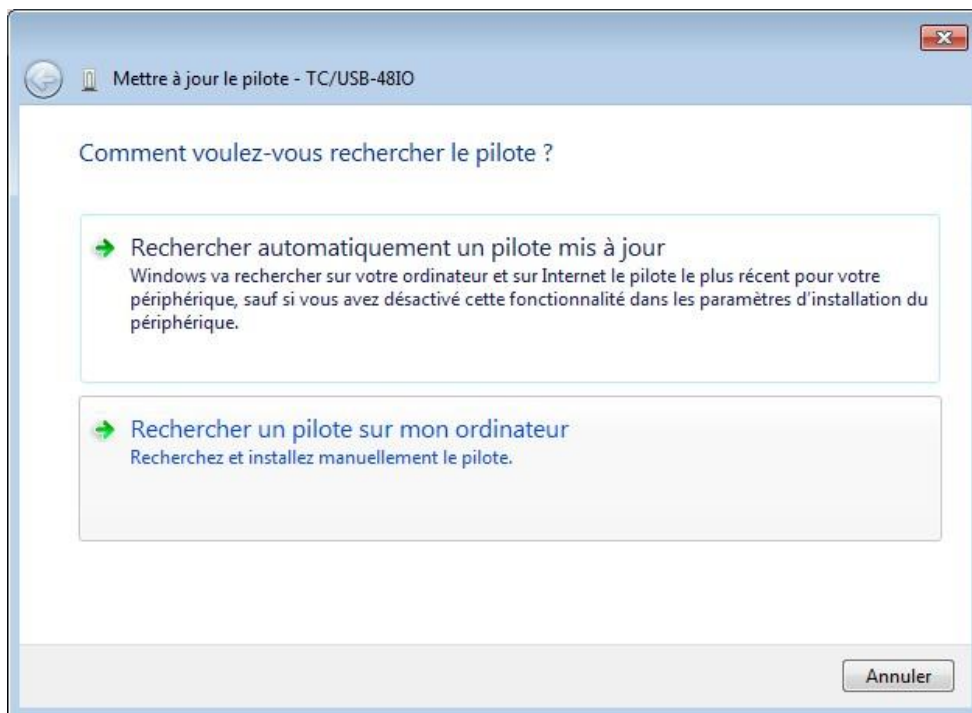 Mettre à jour le pilote - TC/USB-48IO
Comment voulez-vous rechercher le pilote ?
Rechercher automatiquement un pilote mis à jour
Windows va rechercher sur votre ordinateur et sur Internet le pilote le plus récent pour votre
périphérique, sauf si vous avez désactivé cette fonctionnalité dans les paramètres d'installation du
périphérique.
Rechercher un pilote sur mon ordinateur
Recherchez et installez manuellement le pilote.
Annuler